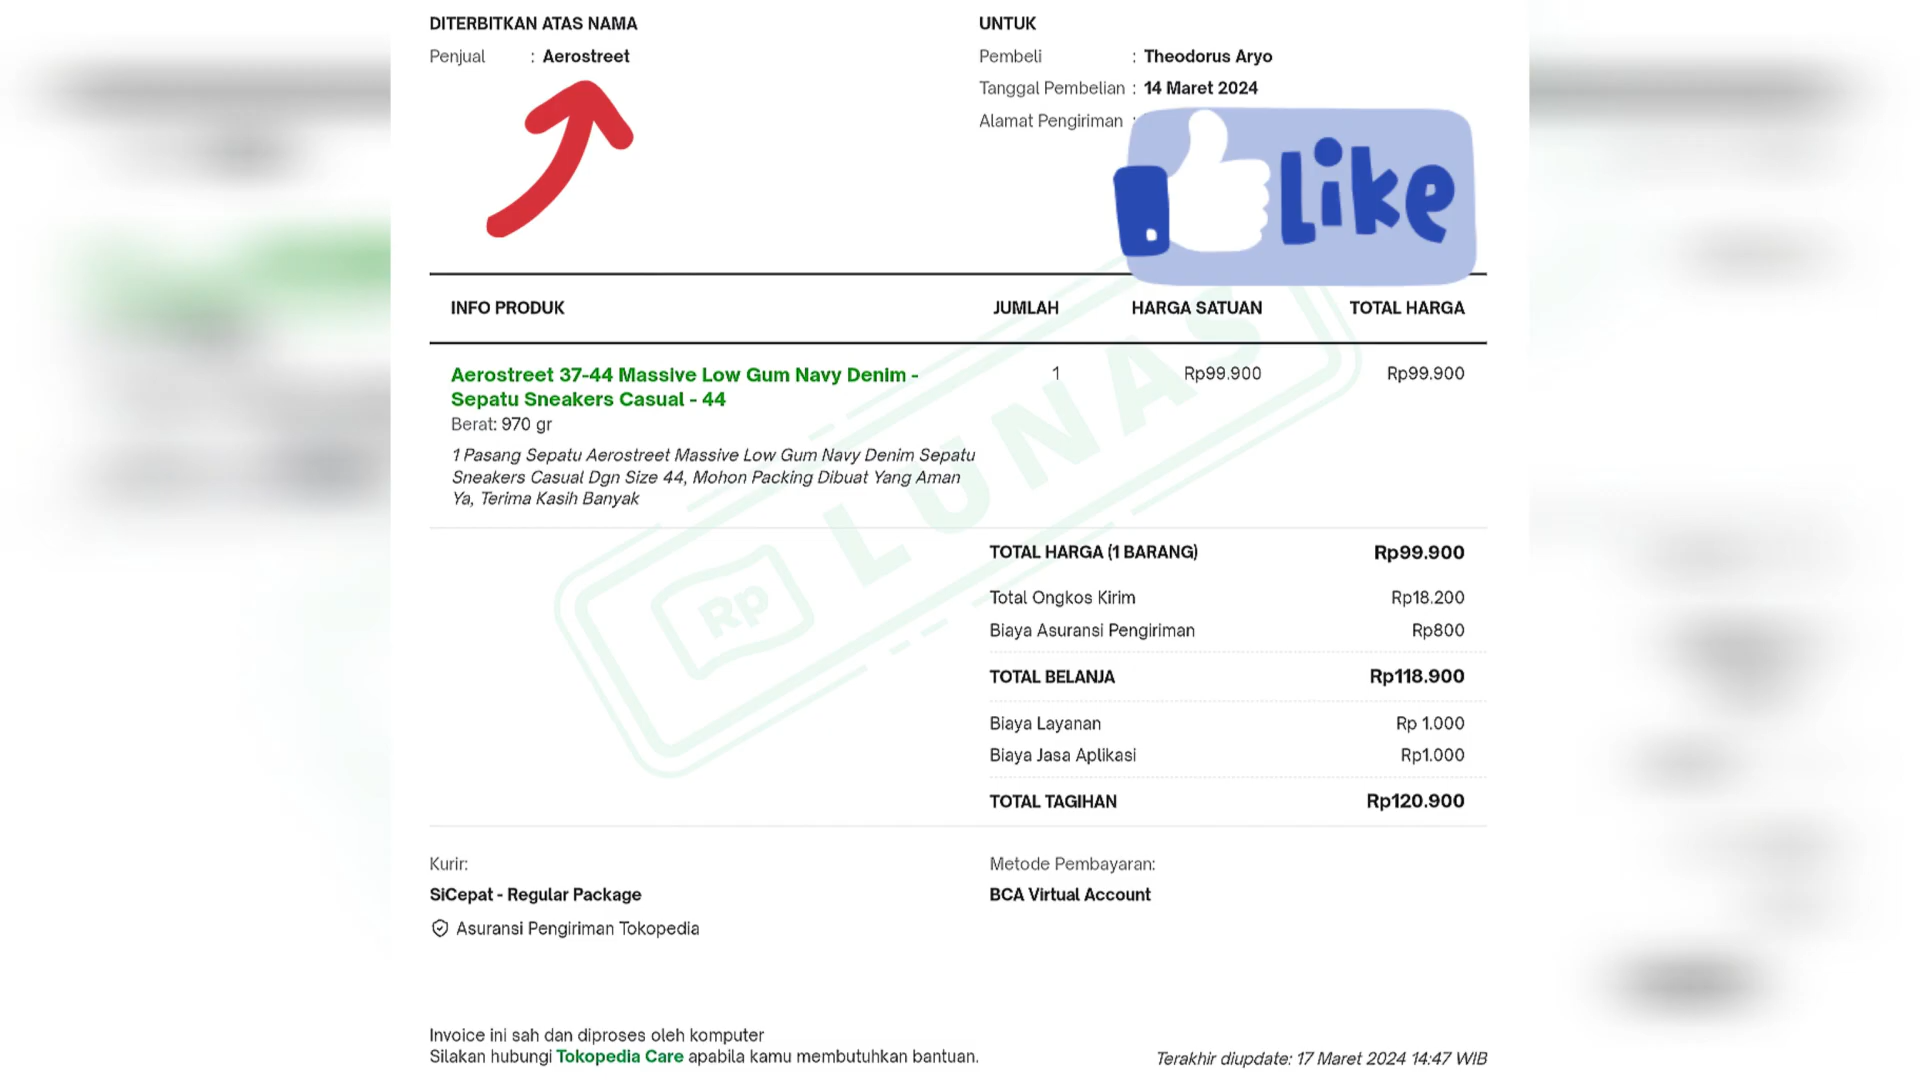 DITERBITKAN ATAS NAMA
Penjual : Aerostreet
UNTUK
Pembeli : Theodorus Aryo
Tanggal Pembelian : 14 Maret 2024
Alamat Pengiriman :
Like
INFO PRODUK JUMLAH HARGA SATUAN TOTAL HARGA
Aerostreet 37-44 Massive Low Gum Navy Denim - 1 Rp99.900 Rp99.900
Sepatu Sneakers Casual - 44
Berat: 970 gr
1 Pasang Sepatu Aerostreet Massive Low Gum Navy Denim Sepatu
Sneakers Casual Dgn Size 44, Mohon Packing Dibuat Yang Aman
Ya, Terima Kasih Banyak
Rp LUNAS
TOTAL HARGA (1 BARANG) Rp99.900
Total Ongkos Kirim Rp18.200
Biaya Asuransi Pengiriman Rp800
TOTAL BELANJA Rp118.900
Biaya Layanan Rp 1.000
Biaya Jasa Aplikasi Rp1.000
TOTAL TAGIHAN Rp120.900
Kurir:
SiCepat - Regular Package
Asuransi Pengiriman Tokopedia
Metode Pembayaran:
BCA Virtual Account
Invoice ini sah dan diproses oleh komputer
Silakan hubungi Tokopedia Care apabila kamu membutuhkan bantuan.
Terakhir diupdate: 17 Maret 2024 14:47 WIB